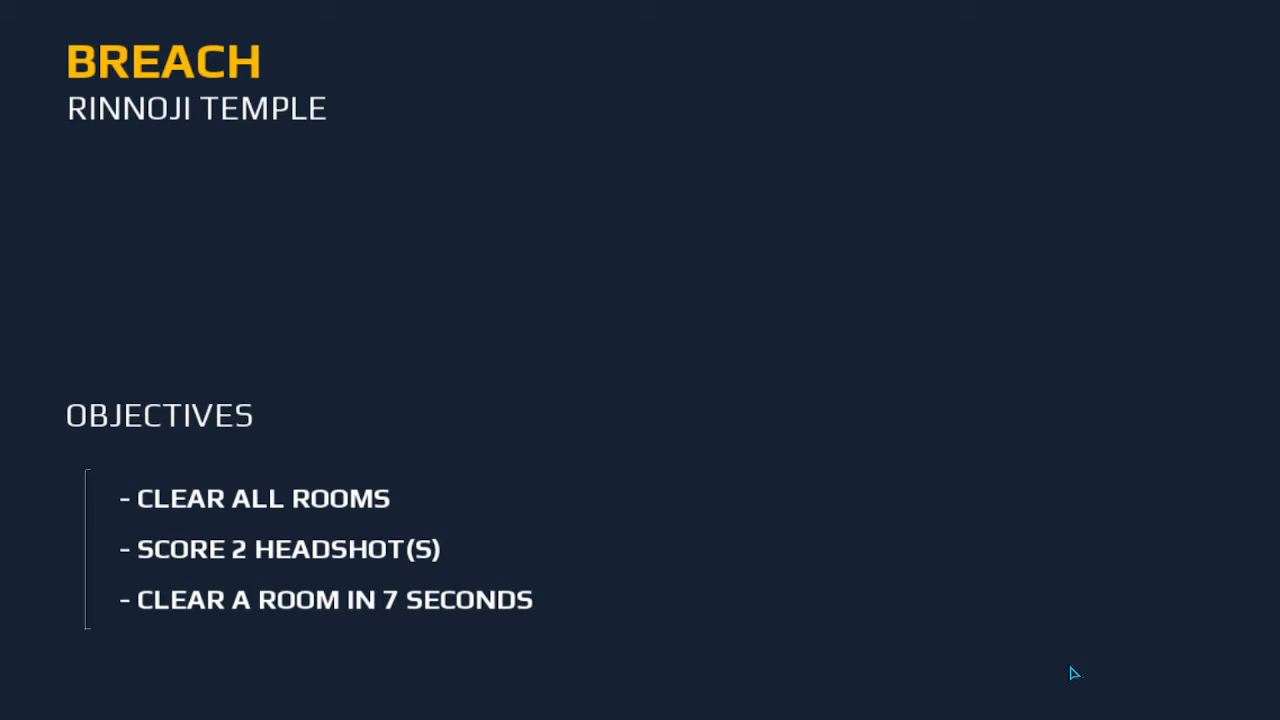 BREACH
RINNOJI TEMPLE
OBJECTIVES
- CLEAR ALL ROOMS
- SCORE 2 HEADSHOT(S)
- CLEAR A ROOM IN 7 SECONDS